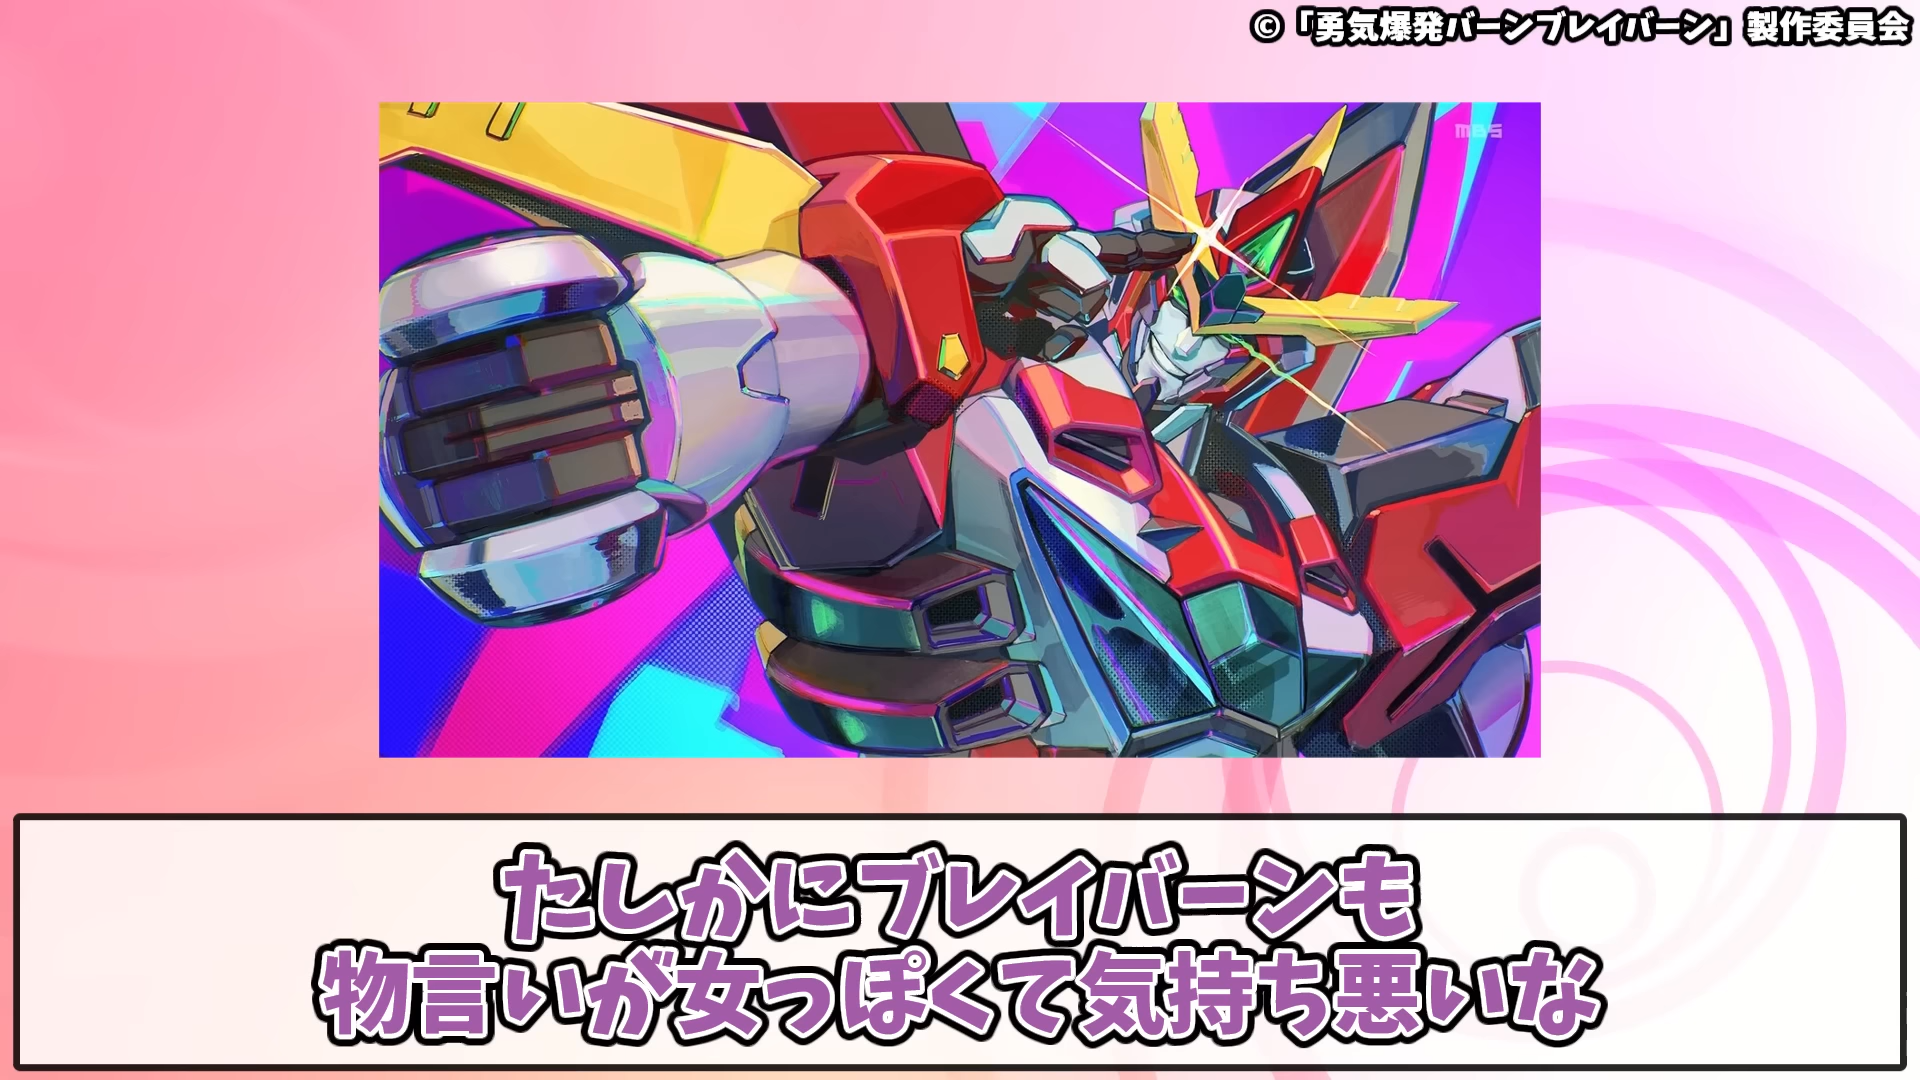 ©「勇気爆発バーンブレイバーン」製作委員会
MBS
たしかにブレイバーンも
物言いが女っぽくて気持ち悪いな